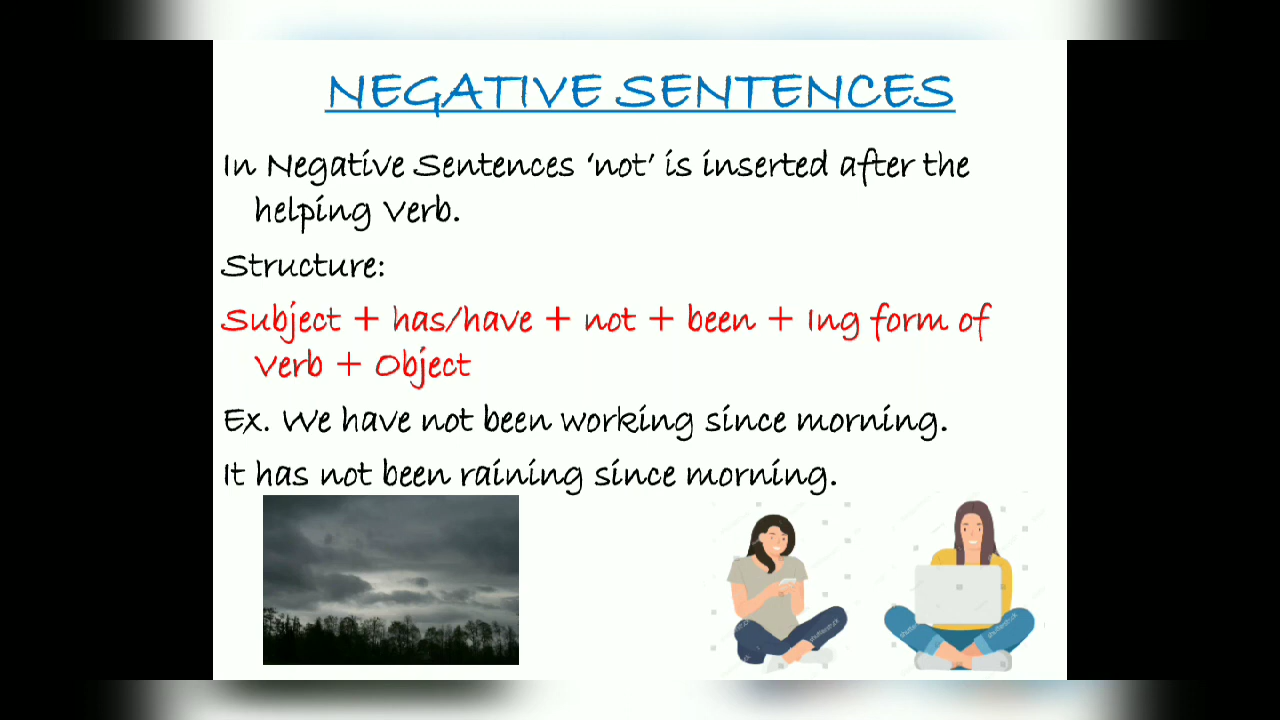 NEGATIVE SENTENCES
In Negative Sentences ‘not’ is inserted after the
helping Verb.
Structure:
Subject + has/have + not + been + Ing form of
Verb + Object
Ex. We have not been working since morning.
It has not been raining since morning.
shutterstock
shutterstock